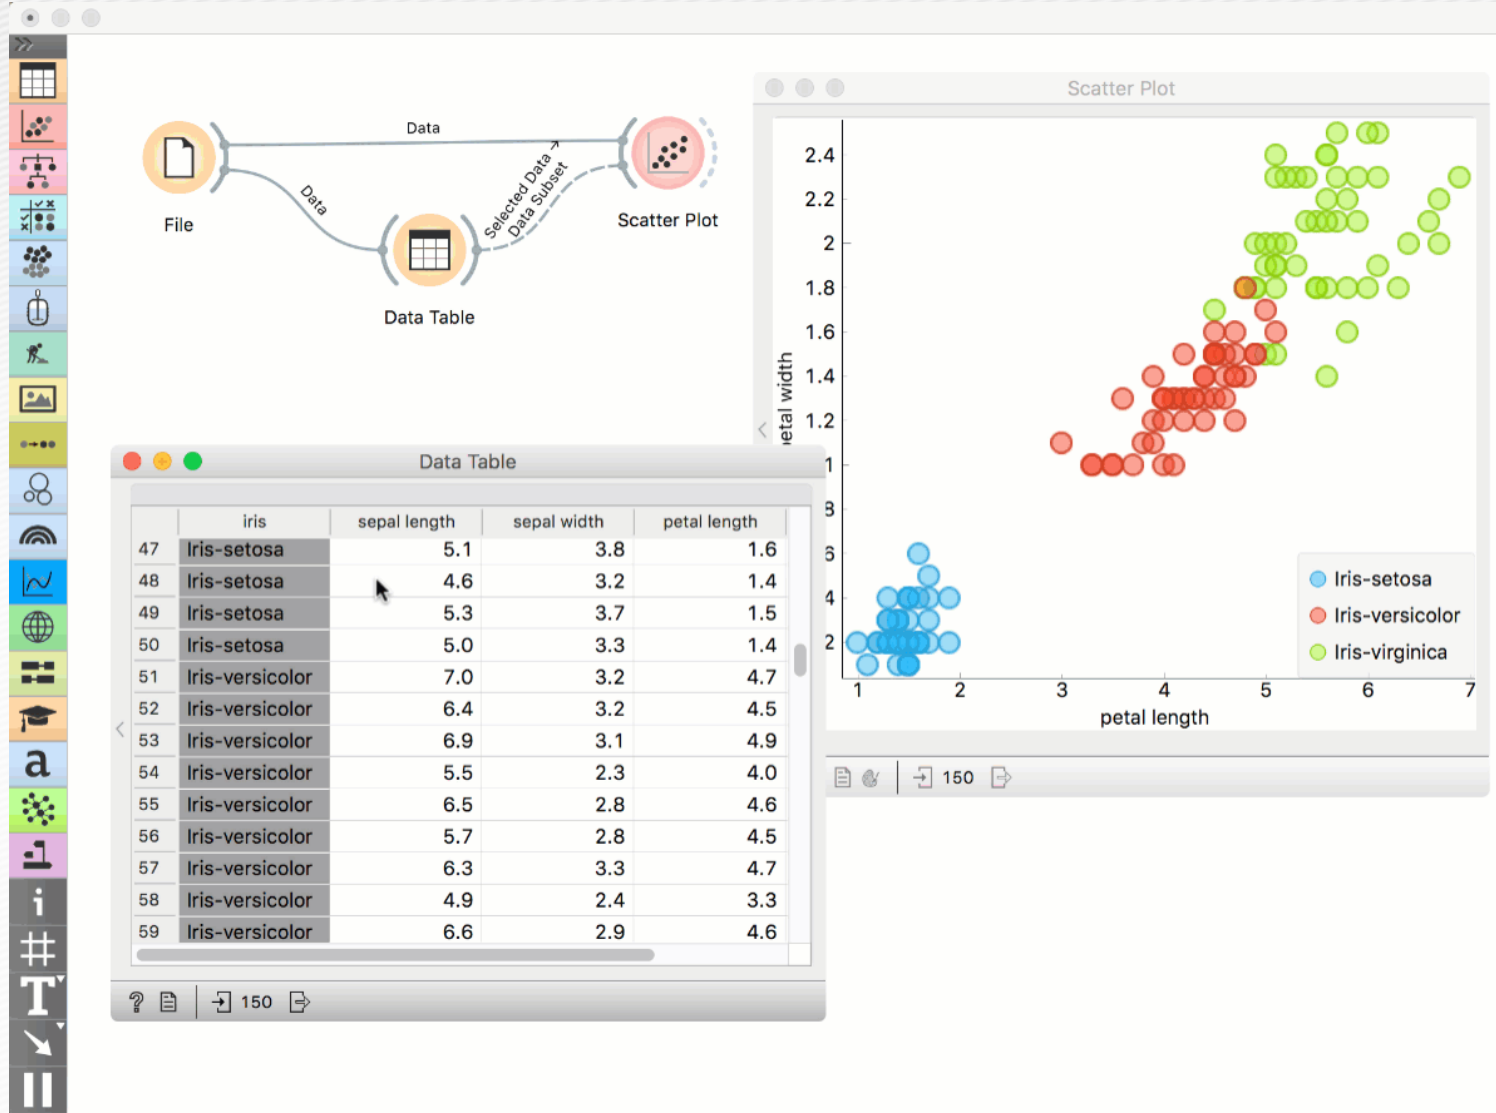 Scatter Plot
Data
File
Data
Selected Data →
Data Subset
Scatter Plot
Data Table
2.4
2.2
2
1.8
1.6
1.4
1.2
1
8
6
4
2
petal width
1 2 3 4 5 6 7
petal length
Iris-setosa
Iris-versicolor
Iris-virginica
150
Data Table
iris sepal length sepal width petal length
47 Iris-setosa 5.1 3.8 1.6
48 Iris-setosa 4.6 3.2 1.4
49 Iris-setosa 5.3 3.7 1.5
50 Iris-setosa 5.0 3.3 1.4
51 Iris-versicolor 7.0 3.2 4.7
52 Iris-versicolor 6.4 3.2 4.5
53 Iris-versicolor 6.9 3.1 4.9
54 Iris-versicolor 5.5 2.3 4.0
55 Iris-versicolor 6.5 2.8 4.6
56 Iris-versicolor 5.7 2.8 4.5
57 Iris-versicolor 6.3 3.3 4.7
58 Iris-versicolor 4.9 2.4 3.3
59 Iris-versicolor 6.6 2.9 4.6
? 150
a
i
#
T